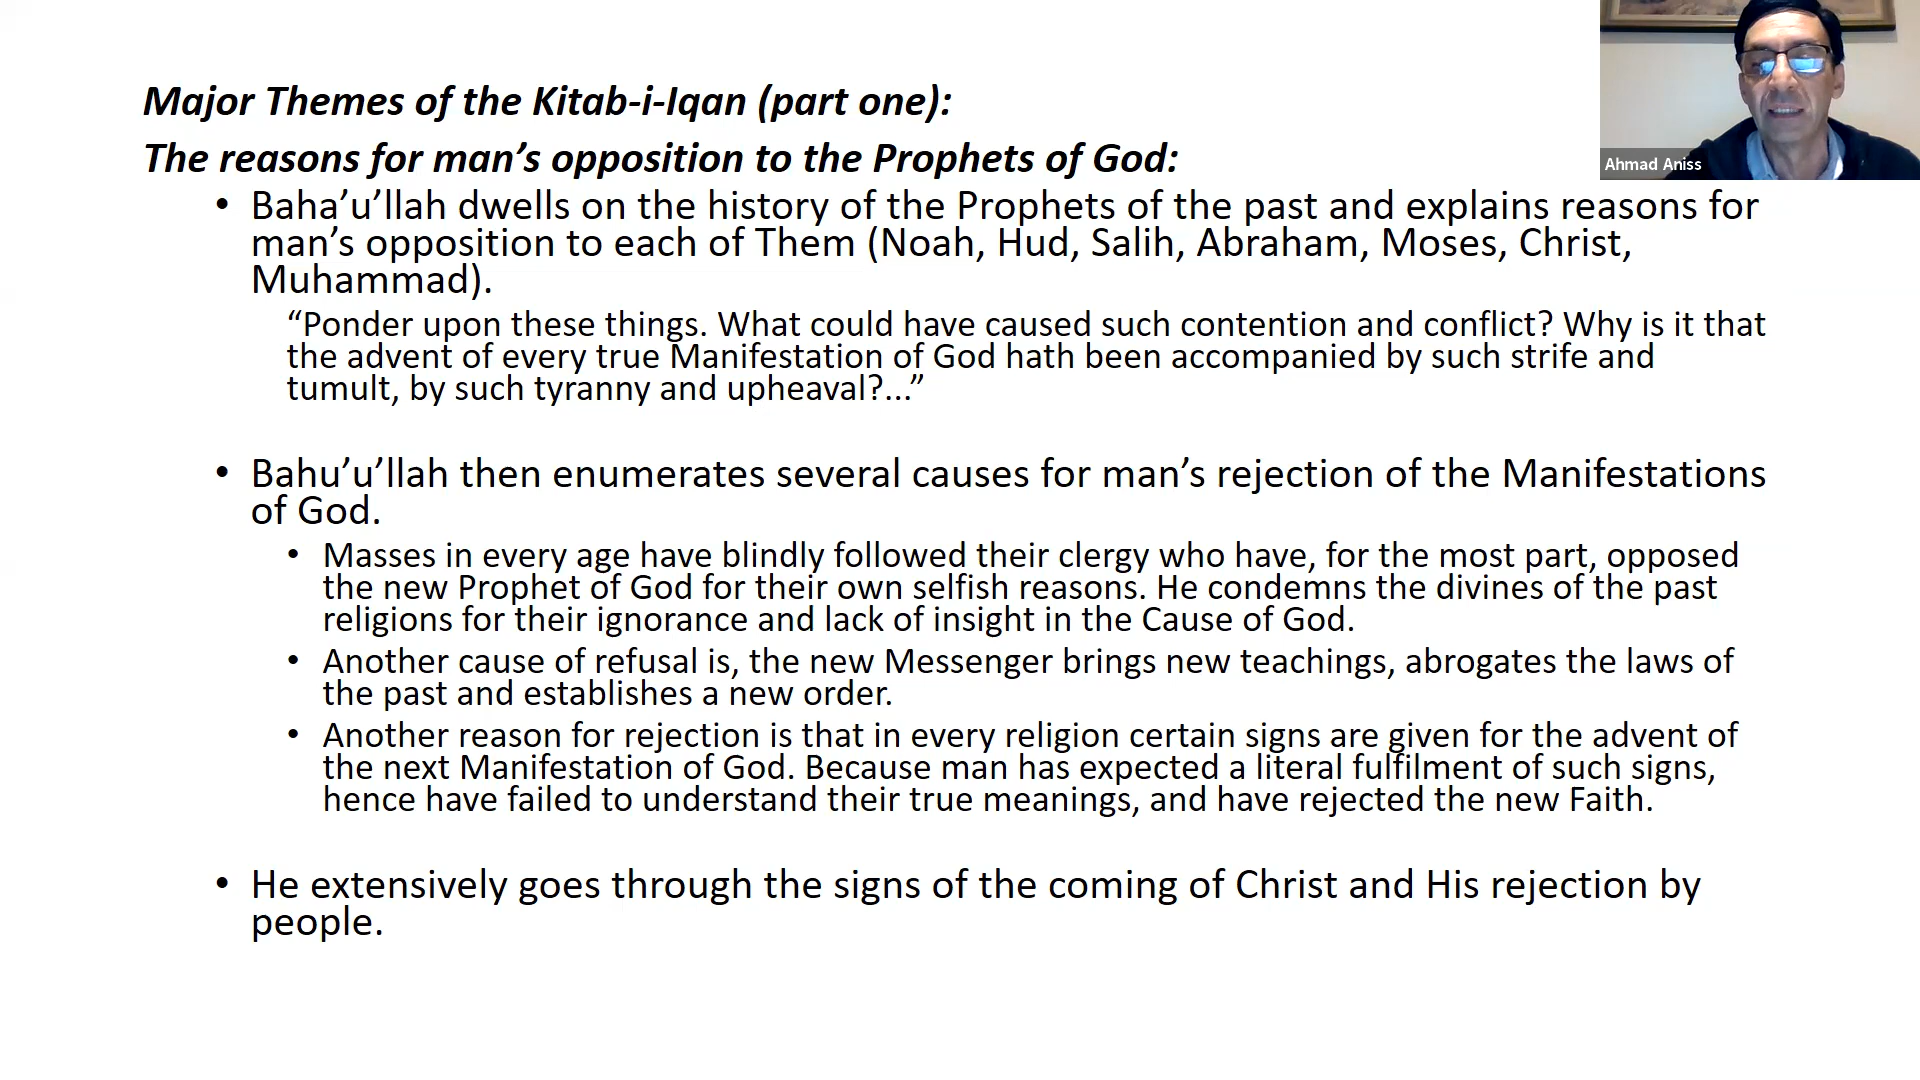 Major Themes of the Kitab-i-Iqan (part one):
The reasons for man’s opposition to the Prophets of God:
• Baha’u’llah dwells on the history of the Prophets of the past and explains reasons for
man’s opposition to each of Them (Noah, Hud, Salih, Abraham, Moses, Christ,
Muhammad).
“Ponder upon these things. What could have caused such contention and conflict? Why is it that
the advent of every true Manifestation of God hath been accompanied by such strife and
tumult, by such tyranny and upheaval?...”
• Bahu’u’llah then enumerates several causes for man’s rejection of the Manifestations
of God.
• Masses in every age have blindly followed their clergy who have, for the most part, opposed
the new Prophet of God for their own selfish reasons. He condemns the divines of the past
religions for their ignorance and lack of insight in the Cause of God.
• Another cause of refusal is, the new Messenger brings new teachings, abrogates the laws of
the past and establishes a new order.
• Another reason for rejection is that in every religion certain signs are given for the advent of
the next Manifestation of God. Because man has expected a literal fulfilment of such signs,
hence have failed to understand their true meanings, and have rejected the new Faith.
• He extensively goes through the signs of the coming of Christ and His rejection by
people.
Ahmad Aniss